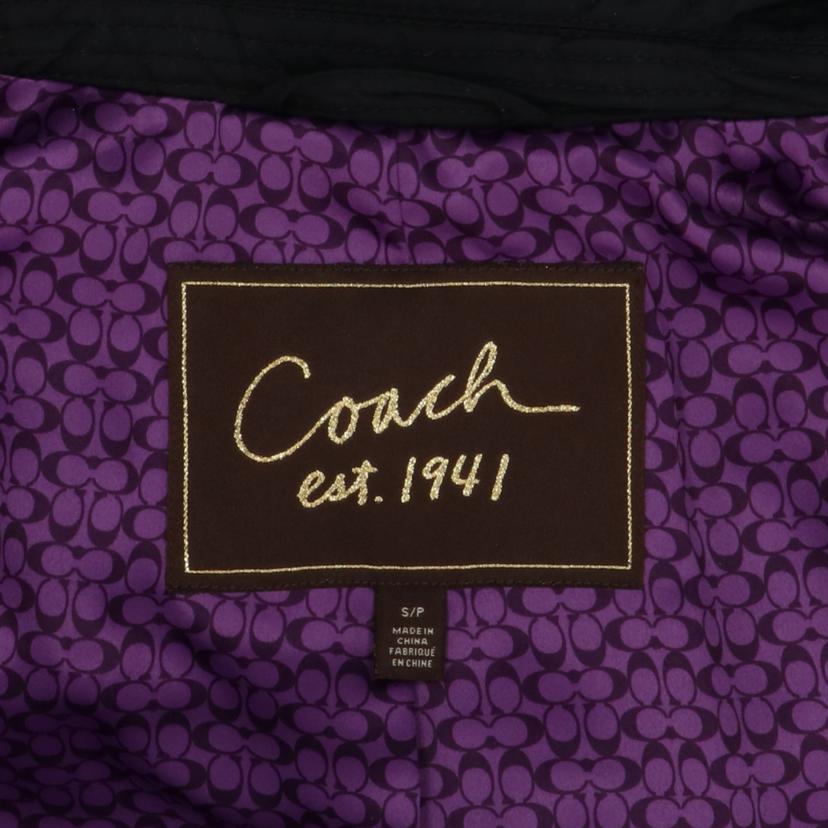 Coach
est. 1941
S/P
MADE IN
CHINA
FABRIQUÉ
EN CHINE